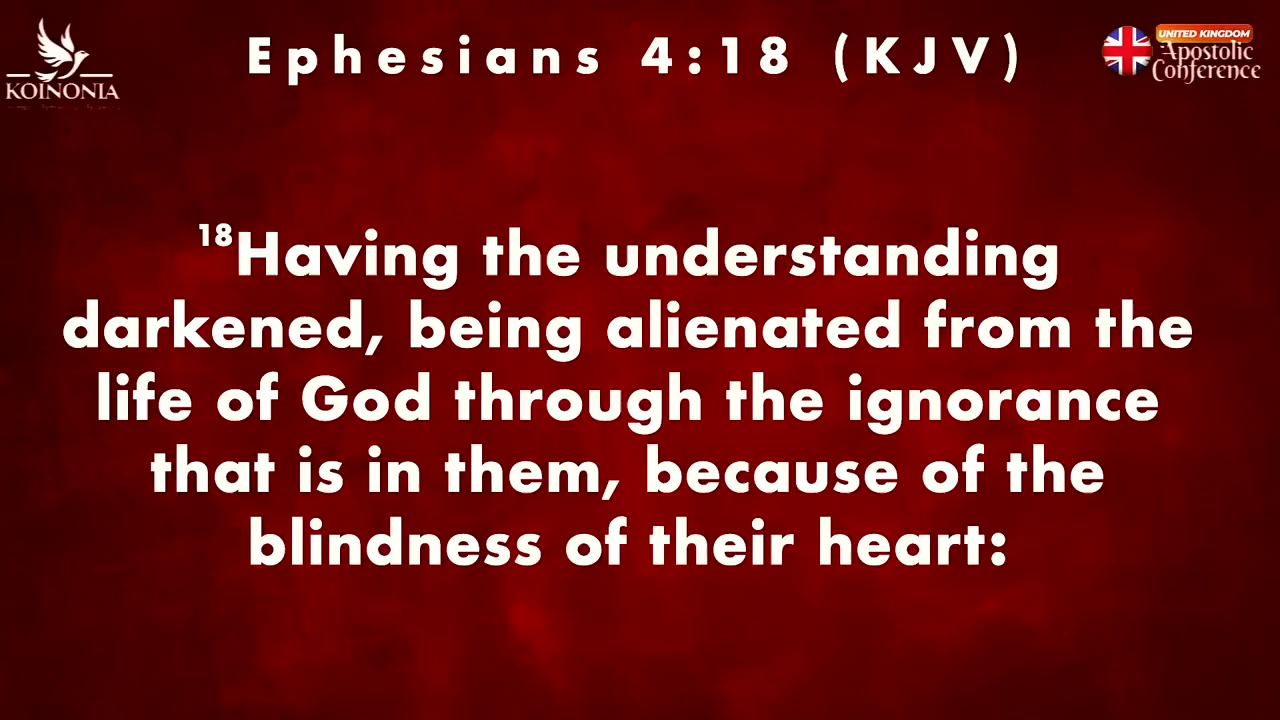 KOINONIA
Ephesians 4:18 (KJV)
UNITED KINGDOM
Apostolic
Conference
18Having the understanding
darkened, being alienated from the
life of God through the ignorance
that is in them, because of the
blindness of their heart: